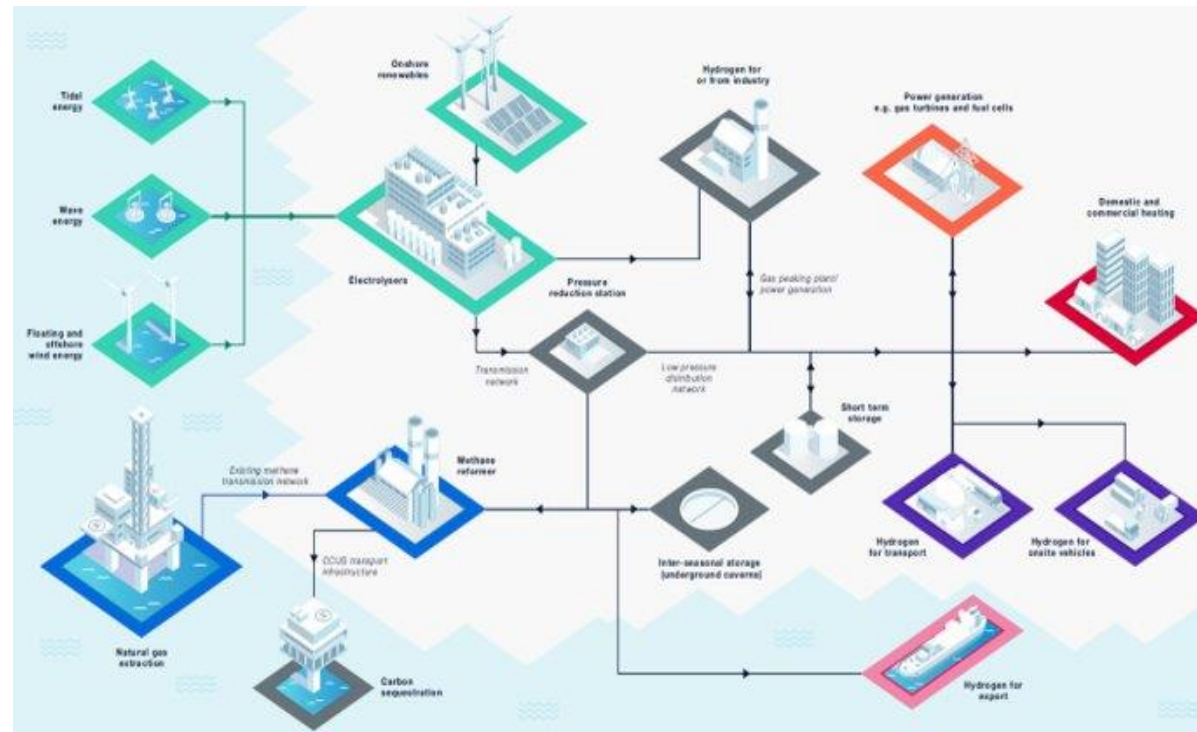 Tidal
energy
On-shore
renewables
Hydrogen for
or from industry
Power generation
e.g. gas turbines and fuel cells
Wave
energy
Domestic and
commercial heating
Electrolysers
Pressure
reduction station
Gas peaking plant/
power generation
Floating and
offshore
wind energy
Transmission
network
Low pressure
distribution
network
Short term
storage
Existing methane
transmission network
Methane
reformer
Hydrogen
for transport
Hydrogen for
onsite vehicles
CCUS transport
infrastructure
Inter-seasonal storage
(underground caverns)
Natural gas
extraction
Carbon
sequestration
Hydrogen for
export